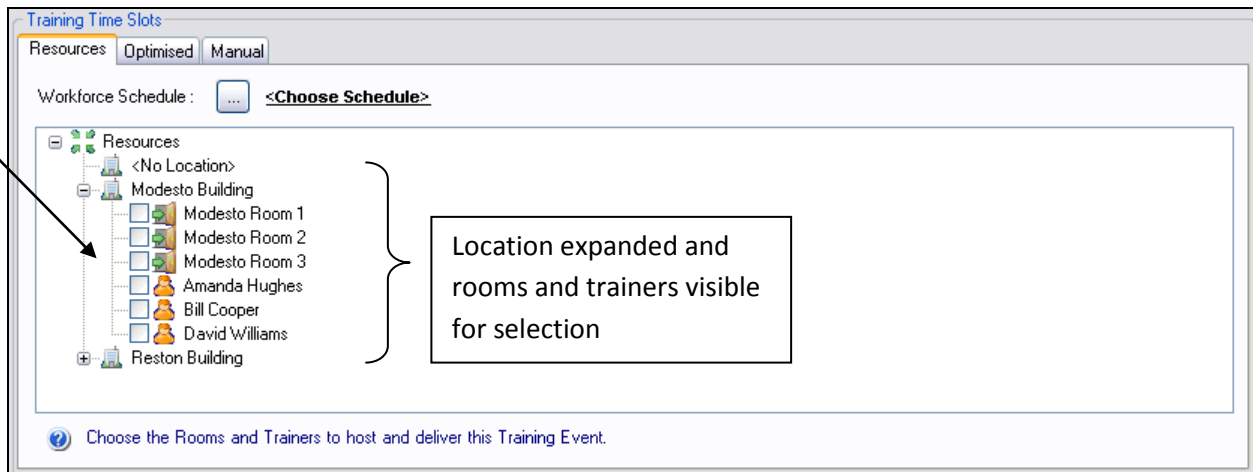 Training Time Slots
Resources Optimised Manual
Workforce Schedule : ... <Choose Schedule>
Resources
<No Location>
Modesto Building
Modesto Room 1
Modesto Room 2
Modesto Room 3
Amanda Hughes
Bill Cooper
David Williams
Reston Building
Location expanded and
rooms and trainers visible
for selection
? Choose the Rooms and Trainers to host and deliver this Training Event.